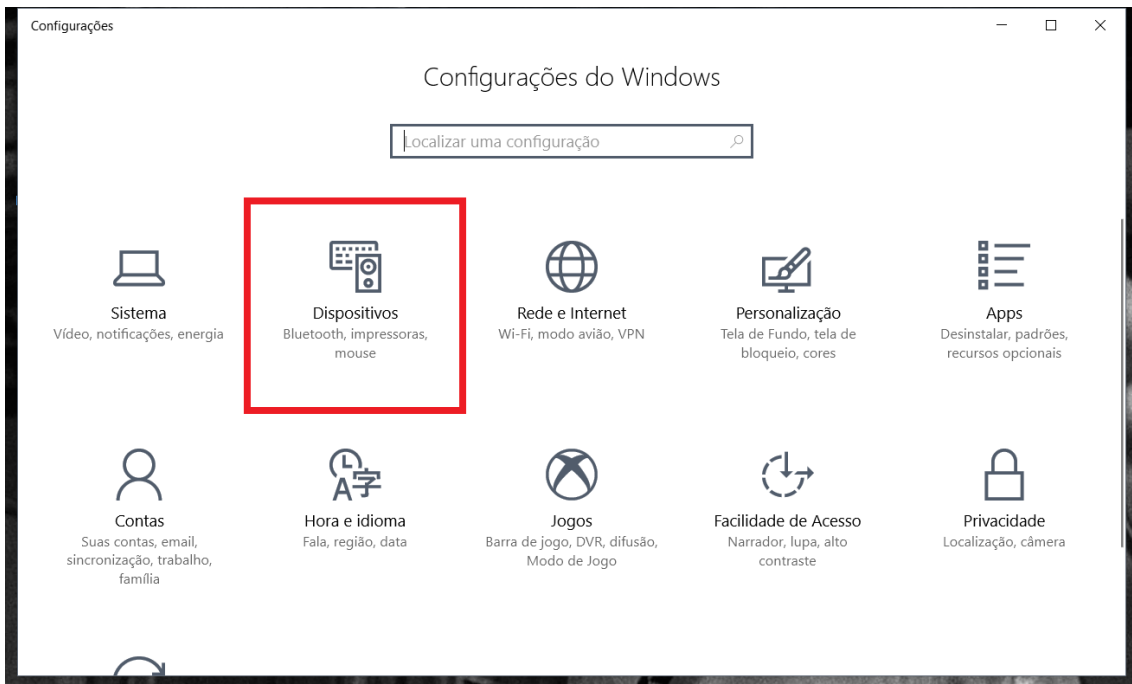 Configurações
Configurações do Windows
Localizar uma configuração
Sistema
Vídeo, notificações, energia
Dispositivos
Bluetooth, impressoras,
mouse
Rede e Internet
Wi-Fi, modo avião, VPN
Personalização
Tela de Fundo, tela de
bloqueio, cores
Apps
Desinstalar, padrões,
recursos opcionais
Contas
Suas contas, email,
sincronização, trabalho,
família
Hora e idioma
Fala, região, data
Jogos
Barra de jogo, DVR, difusão,
Modo de Jogo
Facilidade de Acesso
Narrador, lupa, alto
contraste
Privacidade
Localização, câmera